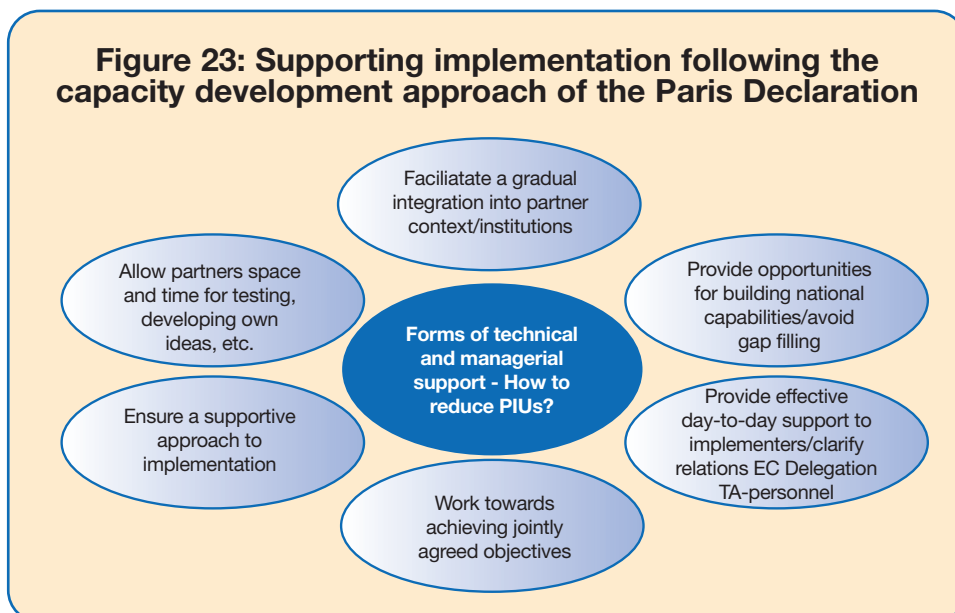 Figure 23: Supporting implementation following the
capacity development approach of the Paris Declaration
Faciliatate a gradual
integration into partner
context/institutions
Allow partners space
and time for testing,
developing own
ideas, etc.
Provide opportunities
for building national
capabilities/avoid
gap filling
Forms of technical
and managerial
support - How to
reduce PIUs?
Ensure a supportive
approach to
implementation
Provide effective
day-to-day support to
implementers/clarify
relations EC Delegation
TA-personnel
Work towards
achieving jointly
agreed objectives